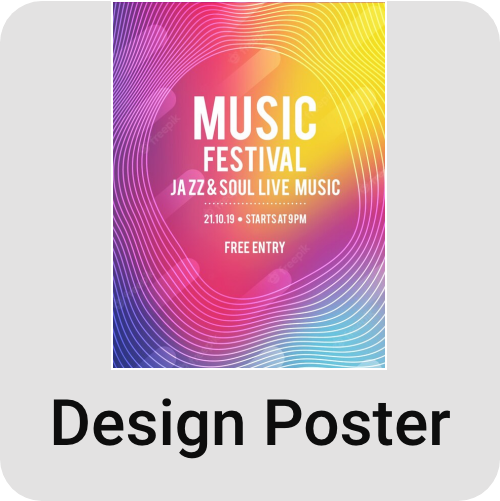 MUSIC
FESTIVAL
JAZZ & SOUL LIVE MUSIC
21.10.19 • STARTS AT 9PM
FREE ENTRY
Design Poster